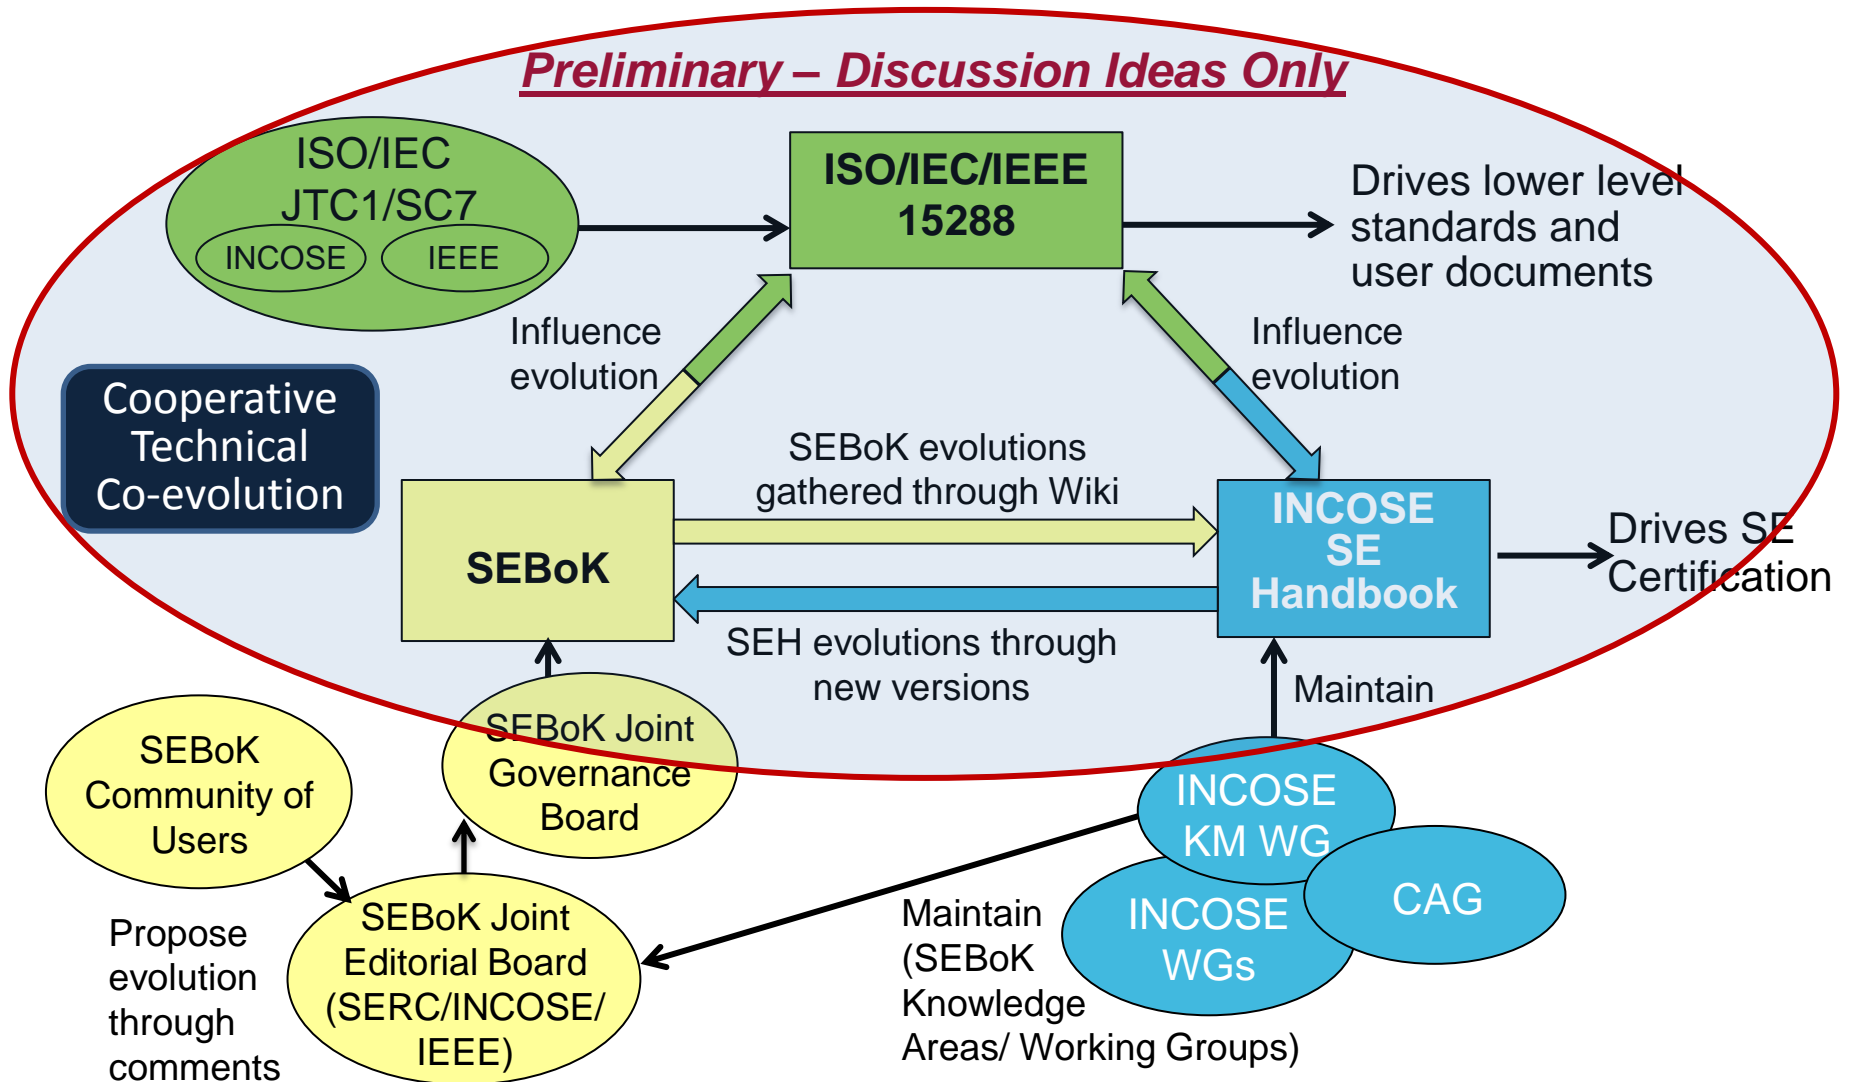 Preliminary – Discussion Ideas Only
ISO/IEC
JTC1/SC7
INCOSE
IEEE
ISO/IEC/IEEE
15288
Drives lower level
standards and
user documents
Influence
evolution
Influence
evolution
Cooperative
Technical
Co-evolution
SEBoK evolutions
gathered through Wiki
SEBoK
INCOSE
SE
Handbook
Drives SE
Certification
SEH evolutions through
new versions
Maintain
SEBoK
Community of
Users
SEBoK Joint
Governance
Board
INCOSE
KM WG
CAG
INCOSE
WGs
Propose
evolution
through
comments
SEBoK Joint
Editorial Board
(SERC/INCOSE/
IEEE)
Maintain
(SEBoK
Knowledge
Areas/ Working Groups)